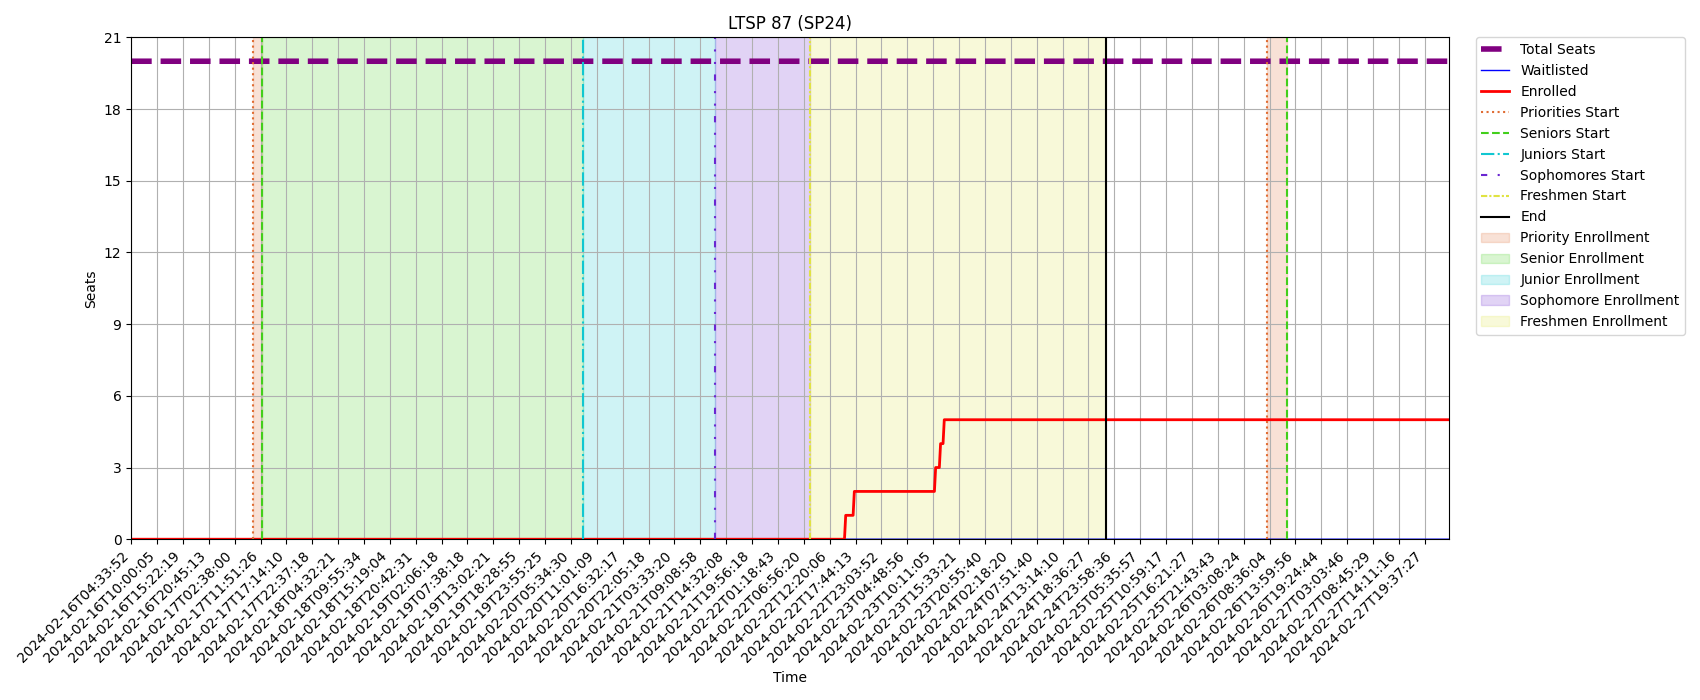 LTSP 87 (SP24)
21
18
15
12
9
6
3
0
Seats
2024-02-16T04:33:52
2024-02-16T10:00:05
2024-02-16T15:22:19
2024-02-16T20:45:13
2024-02-17T02:38:00
2024-02-17T11:51:26
2024-02-17T17:14:10
2024-02-17T22:37:18
2024-02-18T04:32:21
2024-02-18T09:55:34
2024-02-18T15:19:04
2024-02-18T20:42:31
2024-02-19T02:06:18
2024-02-19T07:38:18
2024-02-19T13:02:21
2024-02-19T18:28:55
2024-02-19T23:55:25
2024-02-20T05:34:30
2024-02-20T11:01:09
2024-02-20T16:32:17
2024-02-20T22:05:18
2024-02-21T03:33:20
2024-02-21T09:08:58
2024-02-21T14:32:08
2024-02-21T19:56:18
2024-02-22T01:18:43
2024-02-22T06:56:20
2024-02-22T12:20:06
2024-02-22T17:44:13
2024-02-22T23:03:52
2024-02-23T04:48:56
2024-02-23T10:11:05
2024-02-23T15:33:21
2024-02-23T20:55:40
2024-02-24T02:18:20
2024-02-24T07:51:40
2024-02-24T13:14:10
2024-02-24T18:36:27
2024-02-24T23:58:36
2024-02-25T05:35:57
2024-02-25T10:59:17
2024-02-25T16:21:27
2024-02-25T21:43:43
2024-02-26T03:08:24
2024-02-26T08:36:04
2024-02-26T13:59:56
2024-02-26T19:24:44
2024-02-27T03:03:46
2024-02-27T08:45:29
2024-02-27T14:11:16
2024-02-27T19:37:27
Time
Total Seats
Waitlisted
Enrolled
Priorities Start
Seniors Start
Juniors Start
Sophomores Start
Freshmen Start
End
Priority Enrollment
Senior Enrollment
Junior Enrollment
Sophomore Enrollment
Freshmen Enrollment